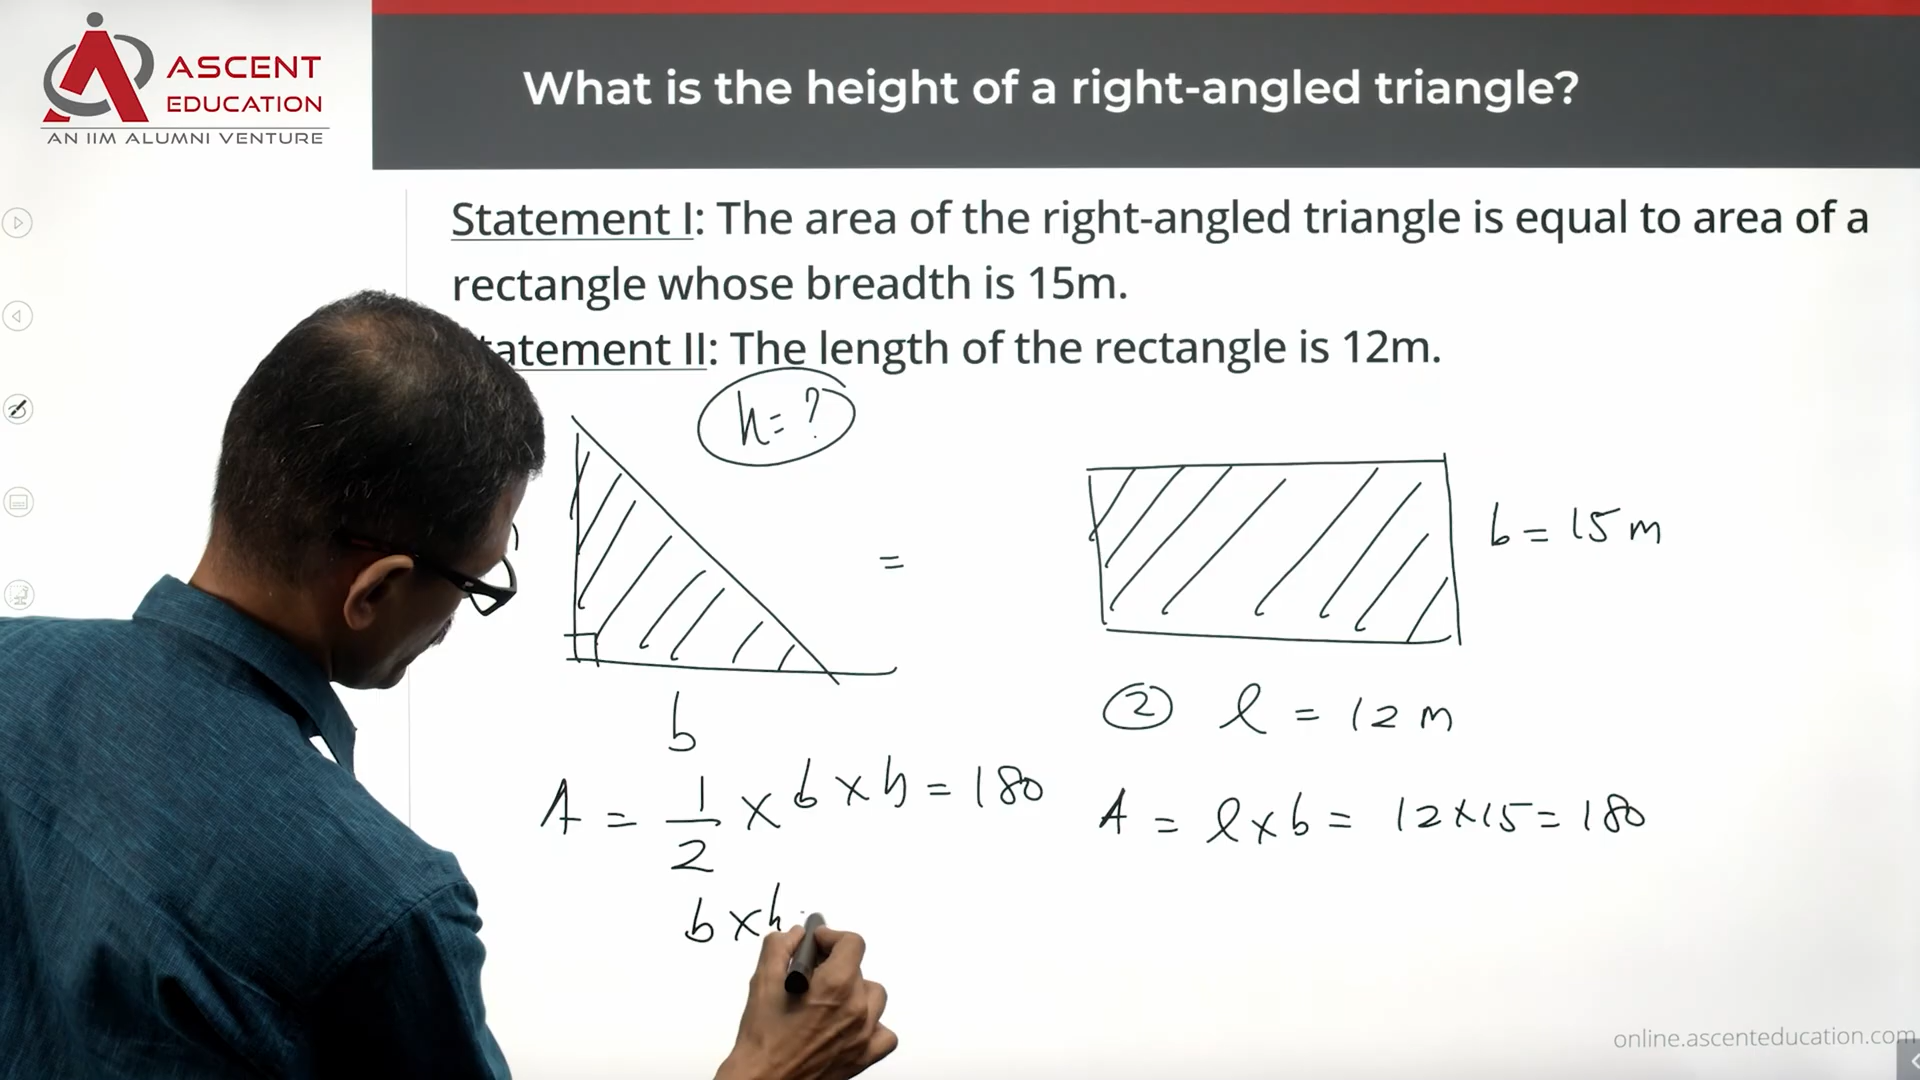 ASCENT
EDUCATION
AN IIM ALUMNI VENTURE
What is the height of a right-angled triangle?
Statement I: The area of the right-angled triangle is equal to area of a
rectangle whose breadth is 15m.
tatement II: The length of the rectangle is 12m.
h = ?
=
b = 15 m
b
② l = 12 m
A = 1/2 × b × h = 180
A = l × b = 12 × 15 = 180
b × h
online.ascenteducation.com